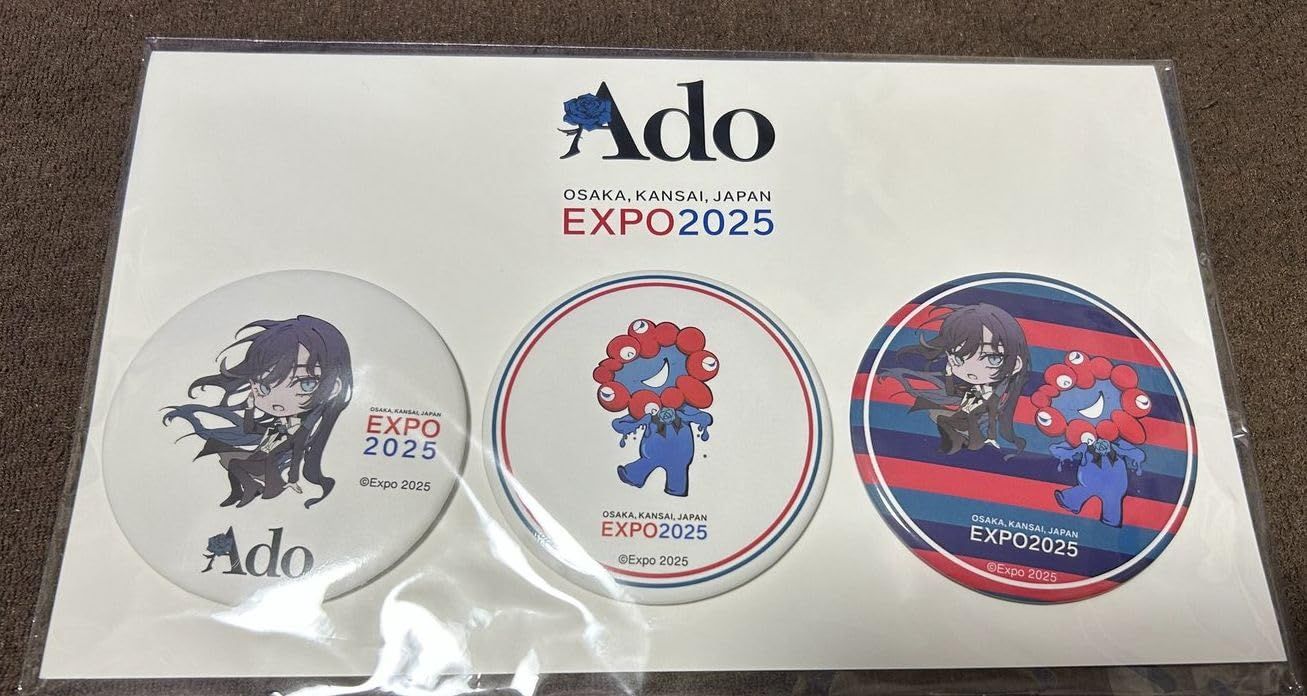 Ado
OSAKA, KANSAI, JAPAN
EXPO2025
OSAKA, KANSAI, JAPAN
EXPO
2025
©Expo 2025
Ado
OSAKA, KANSAI, JAPAN
EXPO2025
©Expo 2025
OSAKA, KANSAI, JAPAN
EXPO2025
©Expo 2025